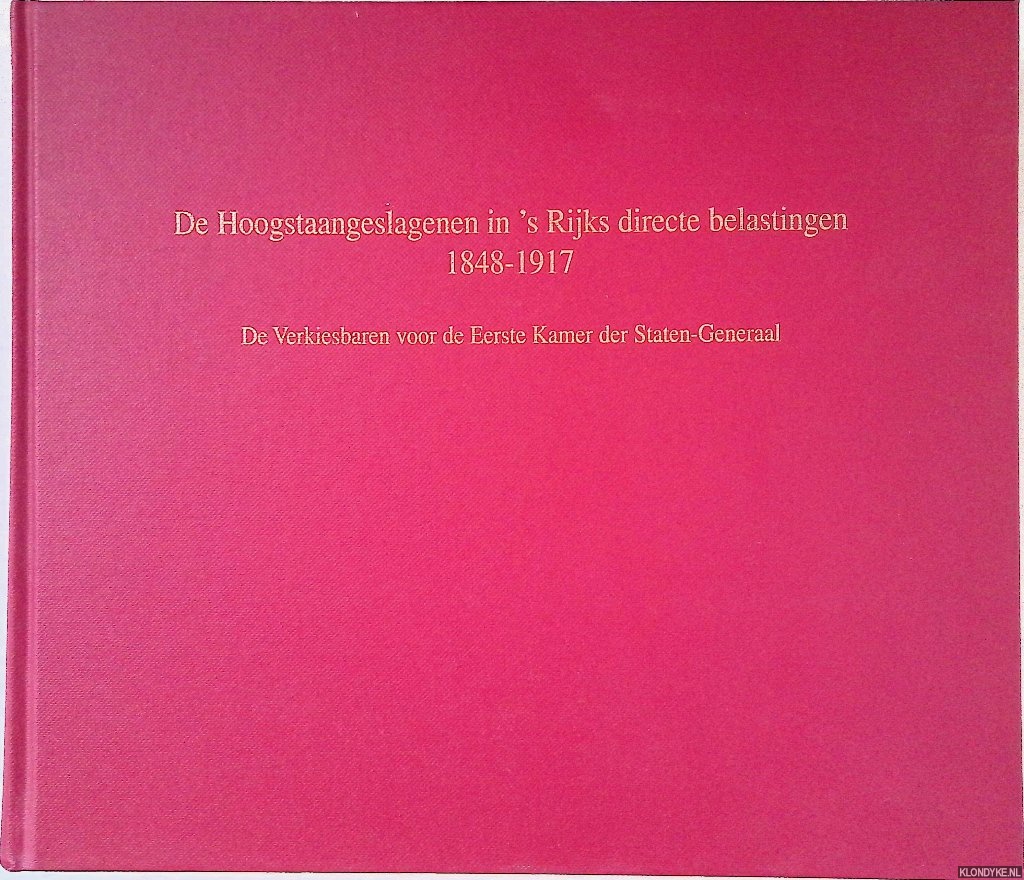 De Hoogstaangeslagenen in 's Rijks directe belastingen
1848-1917
De Verkiesbaren voor de Eerste Kamer der Staten-Generaal
KLONDYKE.NL